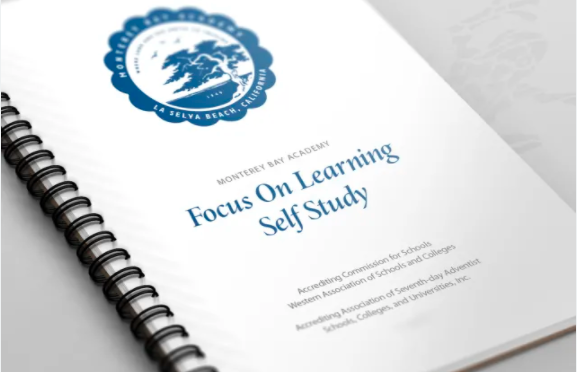 MONTEREY BAY ACADEMY
LA SELVA BEACH, CALIFORNIA
MONTEREY BAY ACADEMY
Focus On Learning
Self Study
Accrediting Commission for Schools
Western Association of Schools and Colleges
Accrediting Association of Seventh-day Adventist
Schools, Colleges, and Universities, Inc.